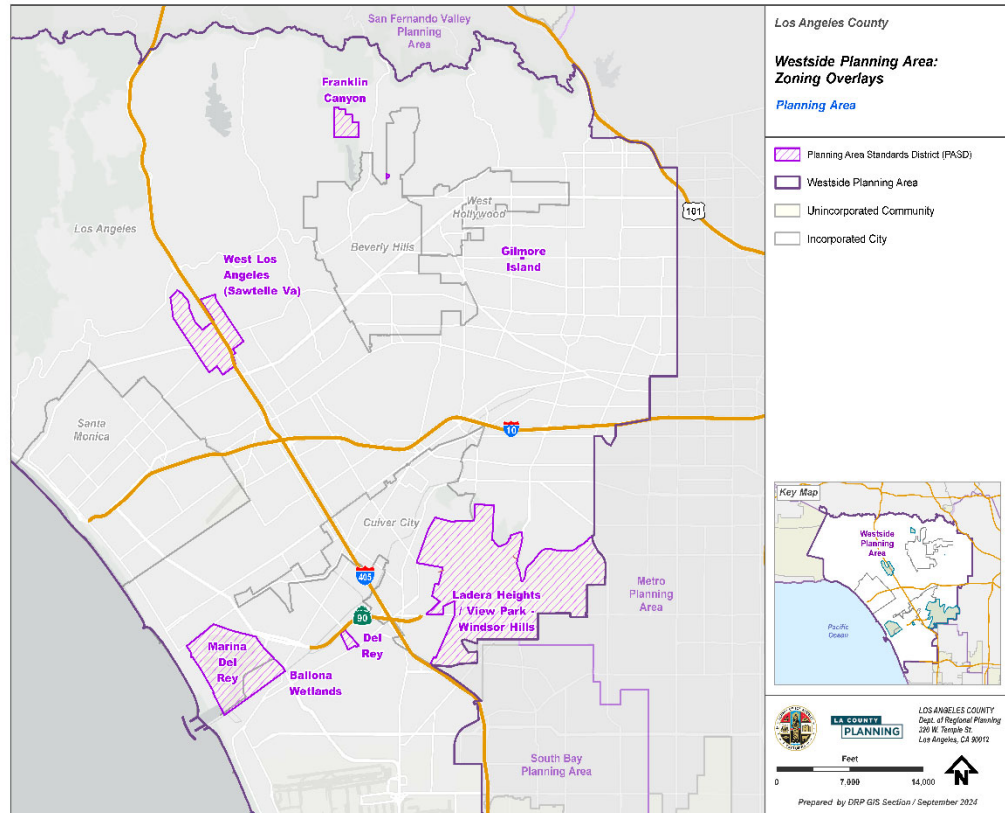 San Fernando Valley
Planning
Area
Franklin
Canyon
West
Hollywood
101
Los Angeles
Beverly Hills
Gilmore
Island
West Los
Angeles
(Sawtelle Va)
Santa
Monica
10
Culver City
405
90
Ladera Heights
/ View Park -
Windsor Hills
Metro
Planning
Area
Del
Rey
Marina
Del
Rey
Ballona
Wetlands
South Bay
Planning Area
Los Angeles County
Westside Planning Area:
Zoning Overlays
Planning Area
Planning Area Standards District (PASD)
Westside Planning Area
Unincorporated Community
Incorporated City
Key Map
Westside
Planning
Area
Pacific
Ocean
LA COUNTY
PLANNING
LOS ANGELES COUNTY
Dept. of Regional Planning
320 W. Temple St.
Los Angeles, CA 90012
Feet
0 7,000 14,000
N
Prepared by DRP GIS Section / September 2024